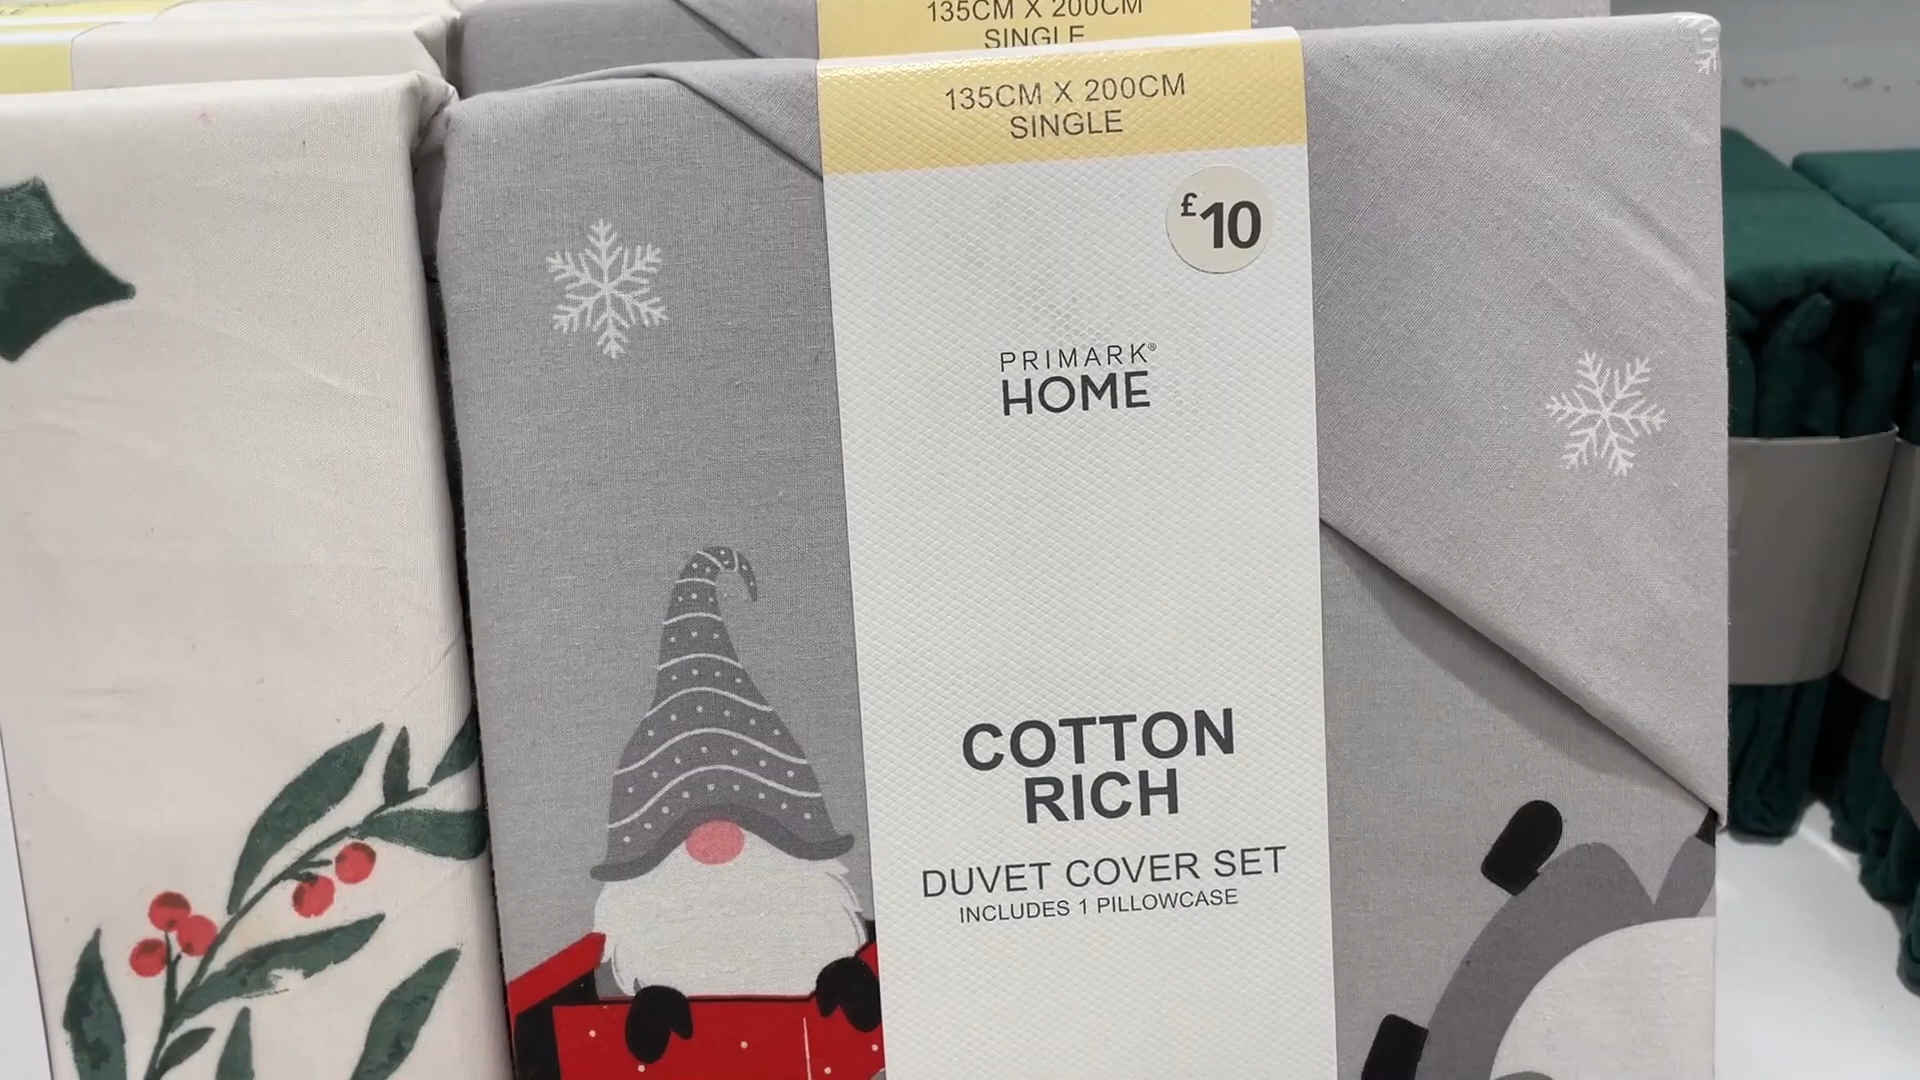 135CM X 200CM
SINGLE
135CM X 200CM
SINGLE
£10
PRIMARK®
HOME
COTTON
RICH
DUVET COVER SET
INCLUDES 1 PILLOWCASE